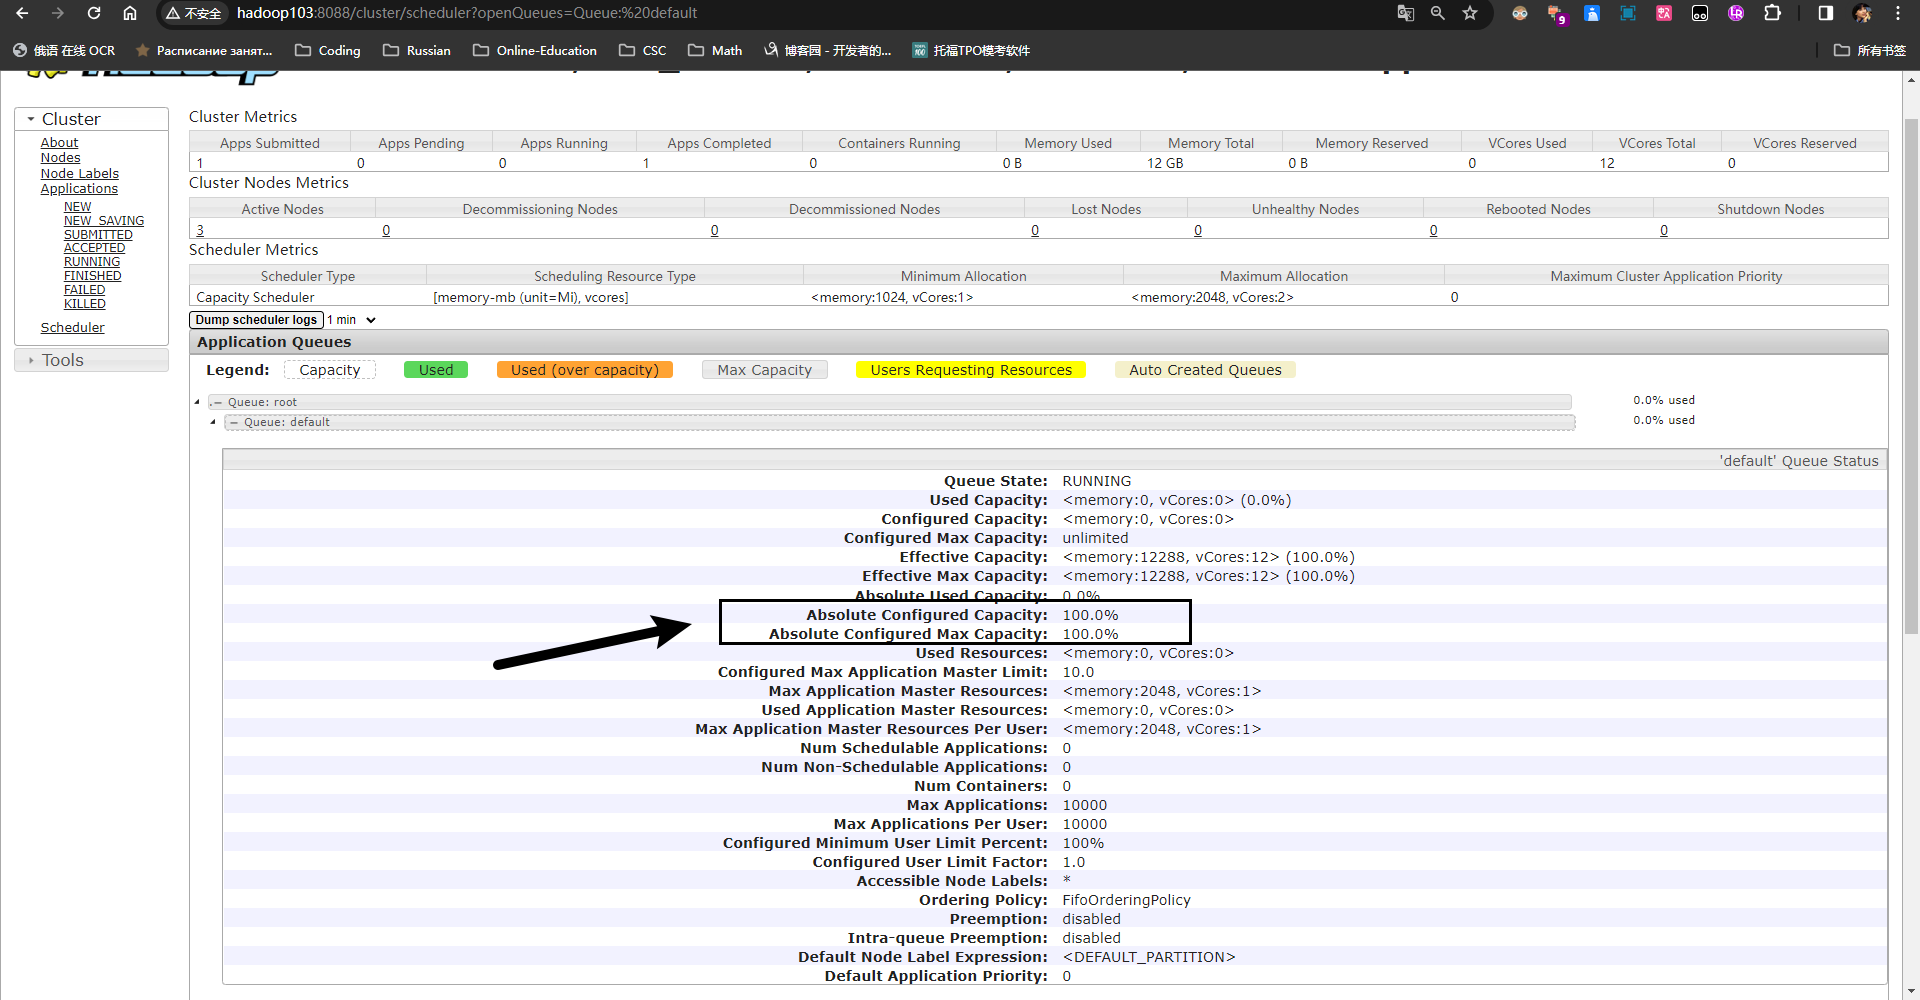 不安全 hadoop103:8088/cluster/scheduler?openQueues=Queue:%20default 9
俄语 在线 OCR Расписание занят... Coding Russian Online-Education CSC Math 博客园 - 开发者的... 托福TPO模考软件 所有书签
Cluster
About
Nodes
Node Labels
Applications
NEW
NEW_SAVING
SUBMITTED
ACCEPTED
RUNNING
FINISHED
FAILED
KILLED
Scheduler
Tools
Cluster Metrics
Apps Submitted Apps Pending Apps Running Apps Completed Containers Running Memory Used Memory Total Memory Reserved VCores Used VCores Total VCores Reserved
1 0 0 1 0 0 B 12 GB 0 B 0 12 0
Cluster Nodes Metrics
Active Nodes Decommissioning Nodes Decommissioned Nodes Lost Nodes Unhealthy Nodes Rebooted Nodes Shutdown Nodes
3 0 0 0 0 0 0
Scheduler Metrics
Scheduler Type Scheduling Resource Type Minimum Allocation Maximum Allocation Maximum Cluster Application Priority
Capacity Scheduler [memory-mb (unit=Mi), vcores] <memory:1024, vCores:1> <memory:2048, vCores:2> 0
Dump scheduler logs 1 min
Application Queues
Legend: Capacity Used Used (over capacity) Max Capacity Users Requesting Resources Auto Created Queues
Queue: root 0.0% used
Queue: default 0.0% used
'default' Queue Status
Queue State: RUNNING
Used Capacity: <memory:0, vCores:0> (0.0%)
Configured Capacity: <memory:0, vCores:0>
Configured Max Capacity: unlimited
Effective Capacity: <memory:12288, vCores:12> (100.0%)
Effective Max Capacity: <memory:12288, vCores:12> (100.0%)
Absolute Used Capacity: 0.0%
Absolute Configured Capacity: 100.0%
Absolute Configured Max Capacity: 100.0%
Used Resources: <memory:0, vCores:0>
Configured Max Application Master Limit: 10.0
Max Application Master Resources: <memory:2048, vCores:1>
Used Application Master Resources: <memory:0, vCores:0>
Max Application Master Resources Per User: <memory:2048, vCores:1>
Num Schedulable Applications: 0
Num Non-Schedulable Applications: 0
Num Containers: 0
Max Applications: 10000
Max Applications Per User: 10000
Configured Minimum User Limit Percent: 100%
Configured User Limit Factor: 1.0
Accessible Node Labels: *
Ordering Policy: FifoOrderingPolicy
Preemption: disabled
Intra-queue Preemption: disabled
Default Node Label Expression: <DEFAULT_PARTITION>
Default Application Priority: 0